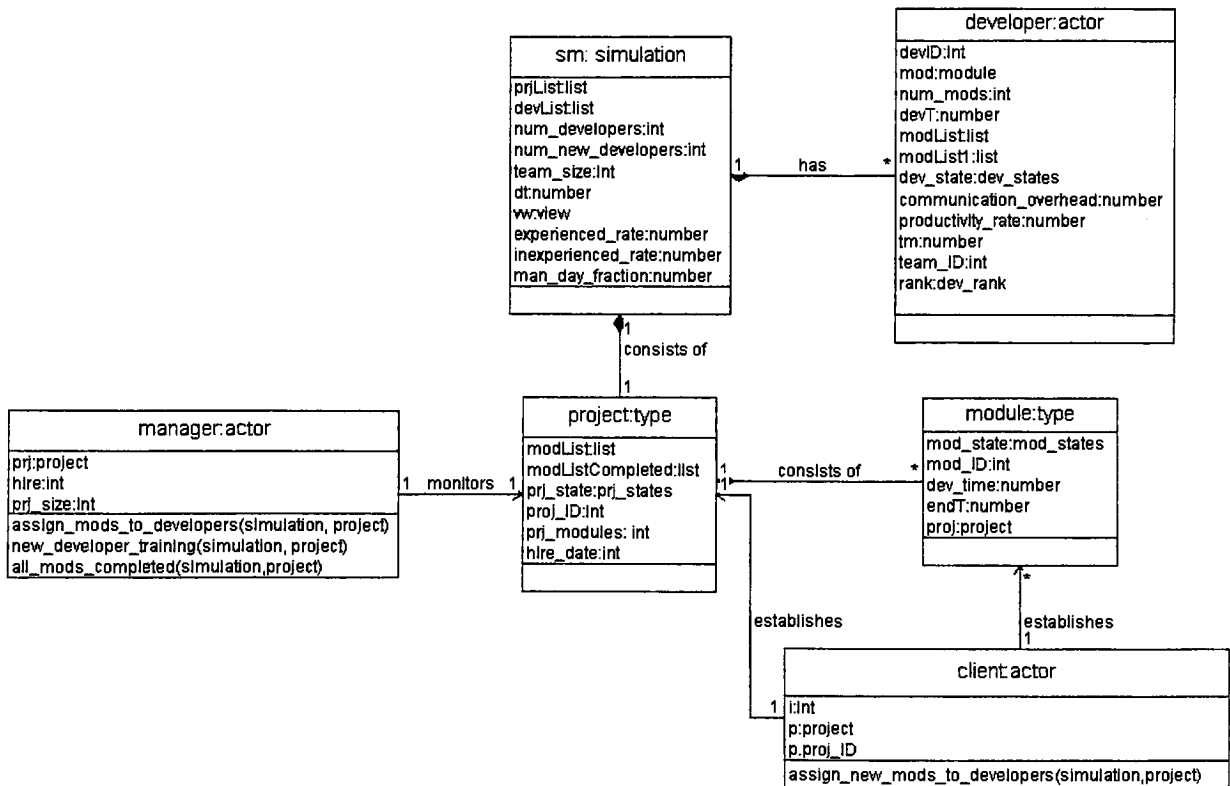 sm: simulation
prjList:list
devList:list
num_developers:int
num_new_developers:int
team_size:int
dt:number
vw:view
experienced_rate:number
inexperienced_rate:number
man_day_fraction:number
developer:actor
devID:int
mod:module
num_mods:int
devT:number
modList:list
modList1:list
dev_state:dev_states
communication_overhead:number
productivity_rate:number
tm:number
team_ID:int
rank:dev_rank
1 has *
1
consists of
1
manager:actor
prj:project
hire:int
prj_size:int
assign_mods_to_developers(simulation, project)
new_developer_training(simulation, project)
all_mods_completed(simulation,project)
1 monitors 1
project:type
modList:list
modListCompleted:list
prj_state:prj_states
proj_ID:int
prj_modules: int
hire_date:int
1 consists of *
1
module:type
mod_state:mod_states
mod_ID:int
dev_time:number
endT:number
proj:project
*
establishes
1
establishes
1
client:actor
i:int
p:project
p.proj_ID
assign_new_mods_to_developers(simulation,project)